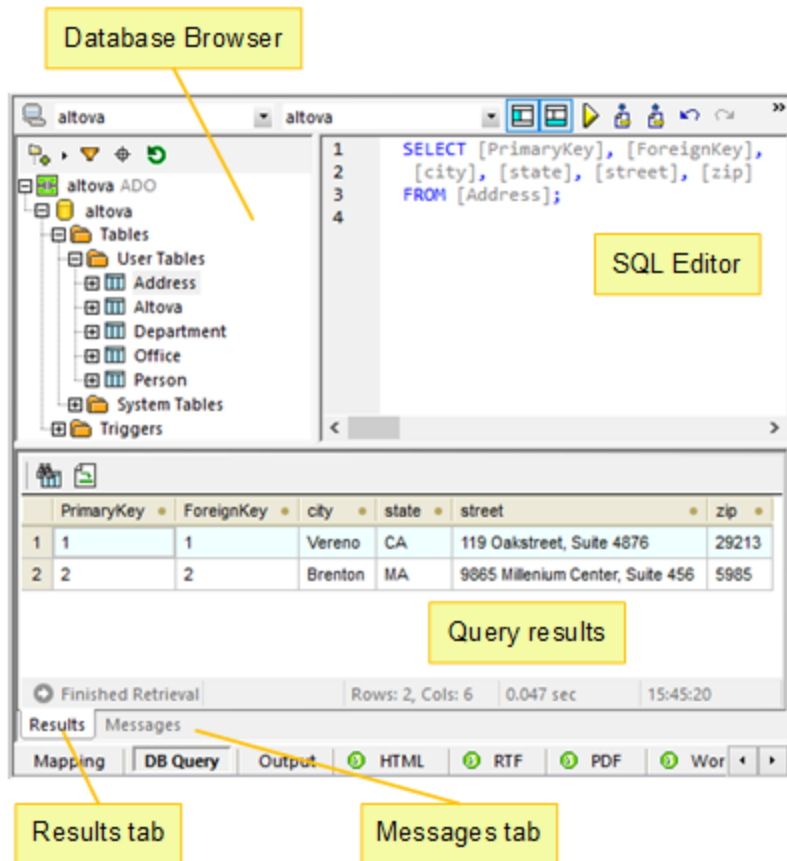 Database Browser
altova altova
1 SELECT [PrimaryKey], [ForeignKey],
2 [city], [state], [street], [zip]
3 FROM [Address];
4
altova ADO
altova
Tables
User Tables
Address
Altova
Department
Office
Person
System Tables
Triggers
SQL Editor
PrimaryKey ForeignKey city state street zip
1 1 1 Vereno CA 119 Oakstreet, Suite 4876 29213
2 2 2 Brenton MA 9865 Millenium Center, Suite 456 5985
Query results
Finished Retrieval Rows: 2, Cols: 6 0.047 sec 15:45:20
Results Messages
Mapping DB Query Output HTML RTF PDF Wor
Results tab
Messages tab